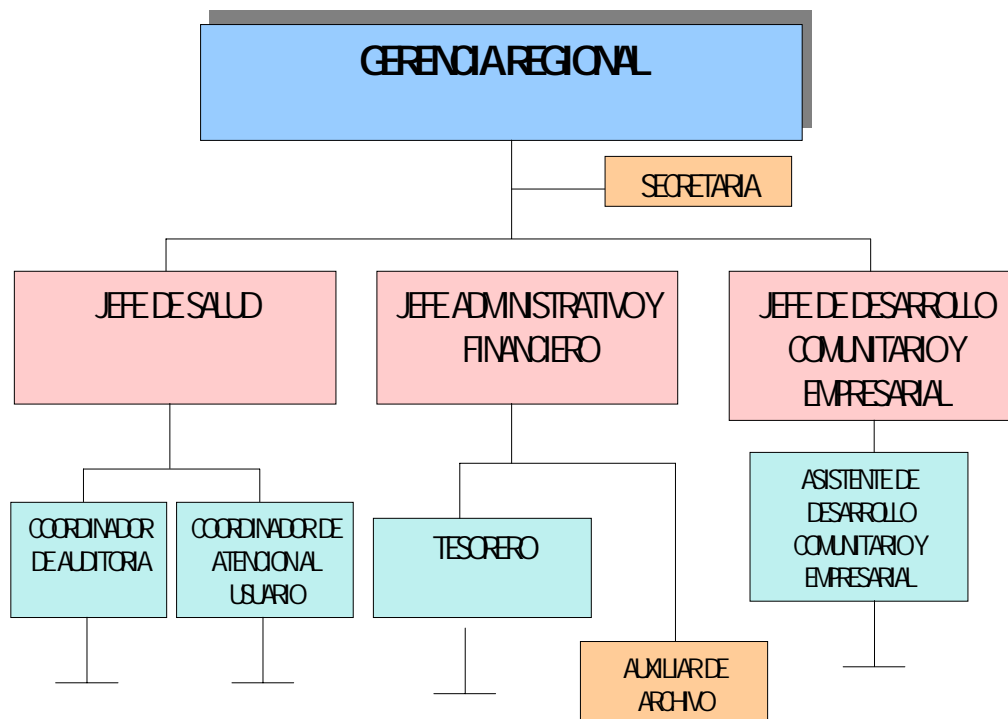 GERENCIA REGIONAL
SECRETARIA
JEFE DE SALUD
JEFE ADMINISTRATIVO Y
FINANCIERO
JEFE DE DESARROLLO
COMUNITARIO Y
EMPRESARIAL
COORDINADOR
DE AUDITORIA
COORDINADOR DE
ATENCION AL
USUARIO
TESORERO
ASISTENTE DE
DESARROLLO
COMUNITARIO Y
EMPRESARIAL
AUXILIAR DE
ARCHIVO